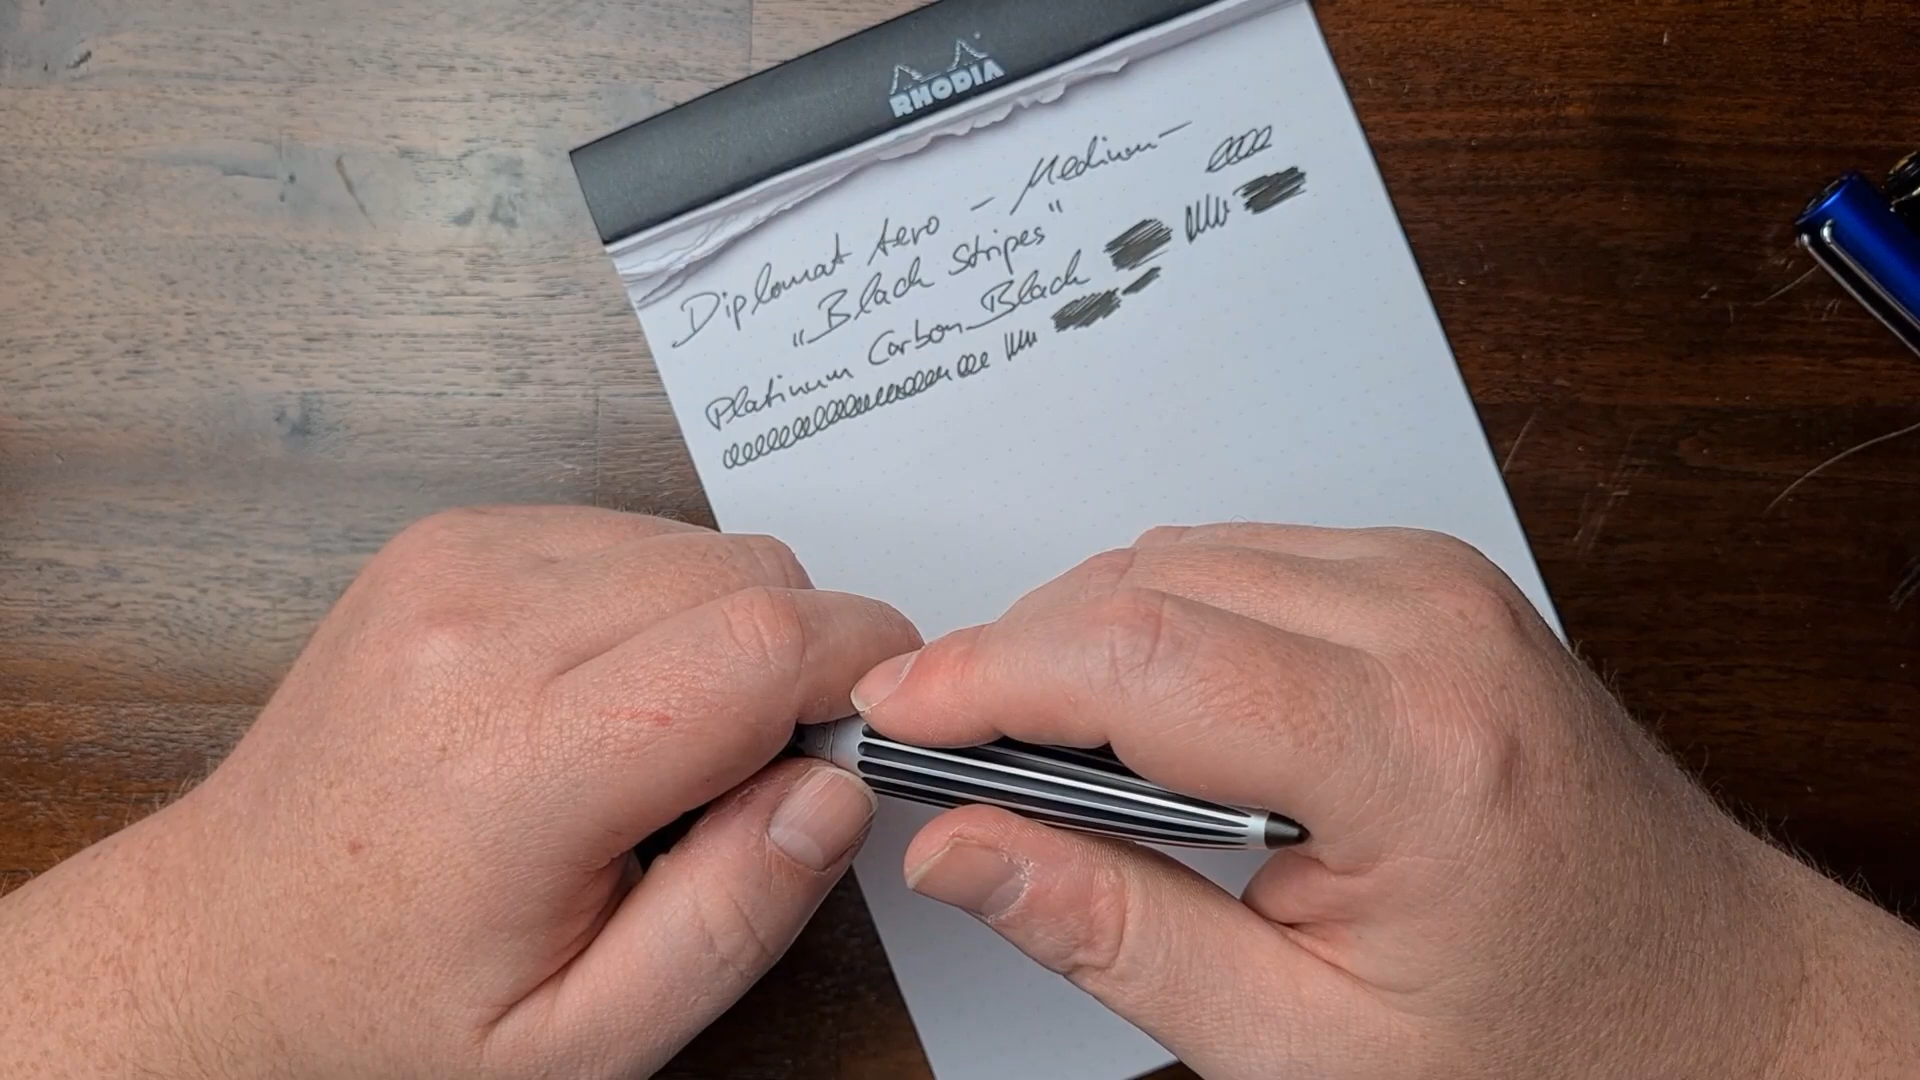 RHODIA
Diplomat Aero - Medium -
"Black Stripes"
Platinum Carbon Black